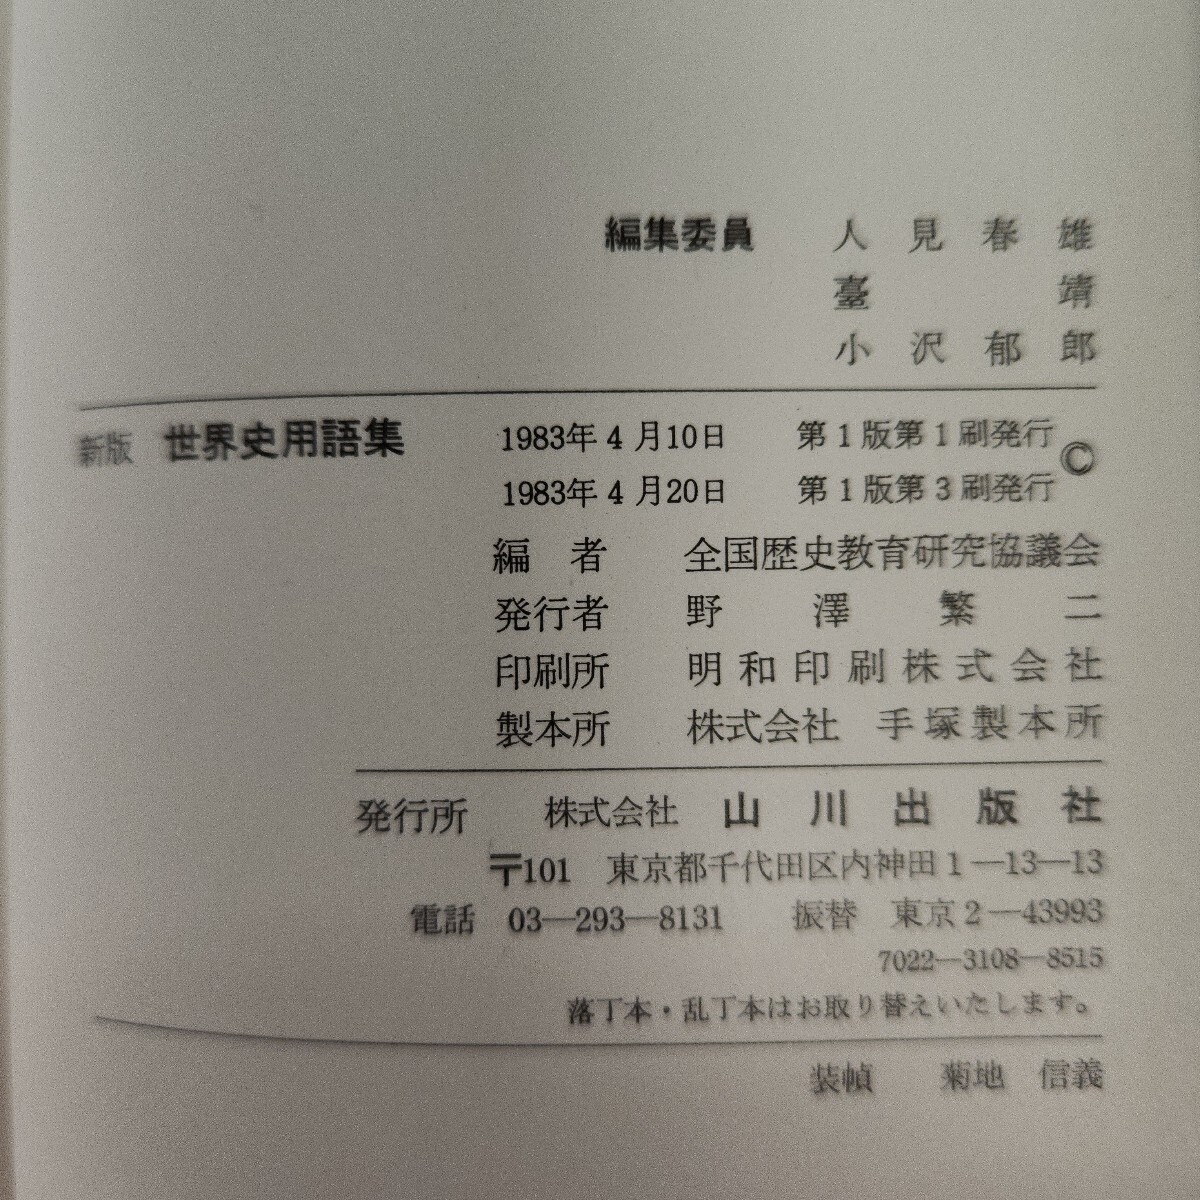 編集委員 人見春雄
臺靖
小沢郁郎
新版 世界史用語集 1983年4月10日 第1版第1刷発行 ©
1983年4月20日 第1版第3刷発行
編者 全国歴史教育研究協議会
発行者 野澤繁二
印刷所 明和印刷株式会社
製本所 株式会社 手塚製本所
発行所 株式会社 山川出版社
〒101 東京都千代田区内神田1―13―13
電話 03―293―8131 振替 東京2―43993
7022―3108―8515
落丁本・乱丁本はお取り替えいたします。
装幀 菊地 信義